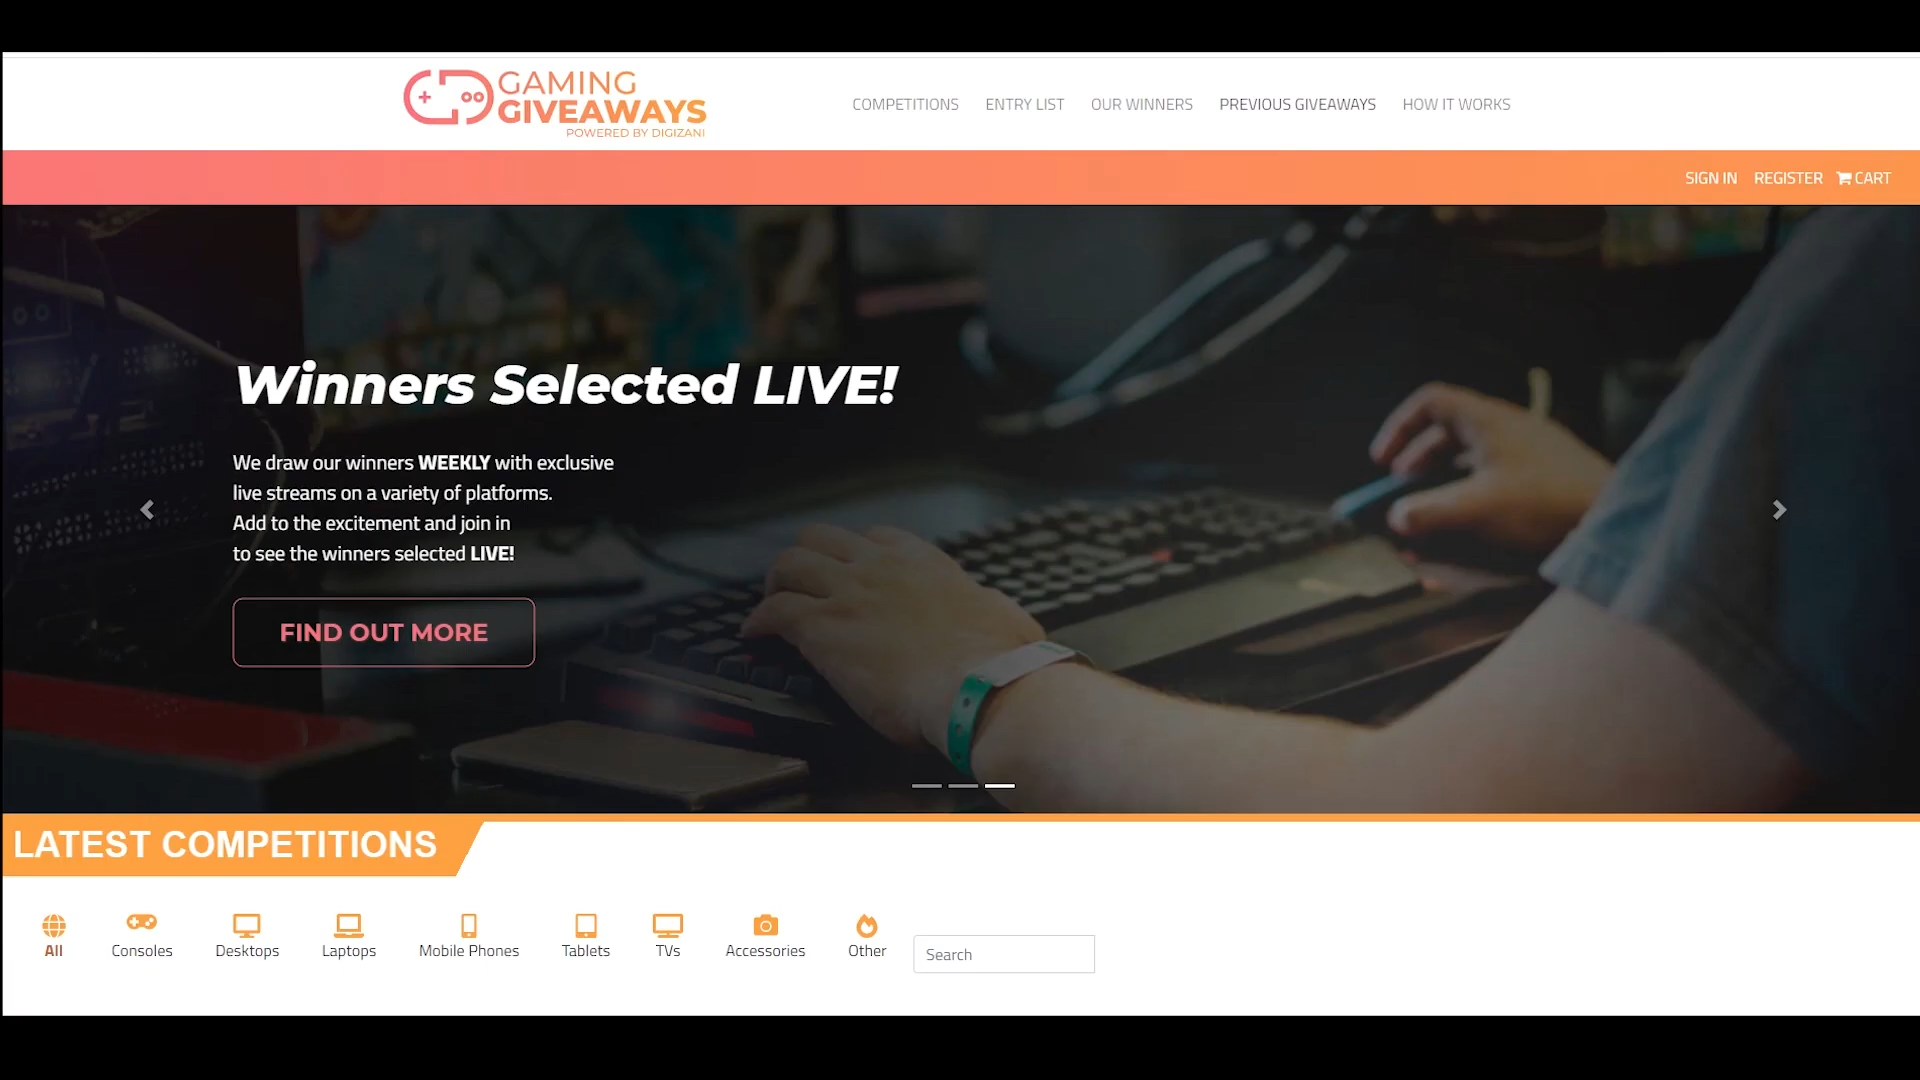 GAMING
GIVEAWAYS
POWERED BY DIGIZANI
COMPETITIONS ENTRY LIST OUR WINNERS PREVIOUS GIVEAWAYS HOW IT WORKS
SIGN IN REGISTER CART
Winners Selected LIVE!
We draw our winners WEEKLY with exclusive
live streams on a variety of platforms.
Add to the excitement and join in
to see the winners selected LIVE!
FIND OUT MORE
LATEST COMPETITIONS
All Consoles Desktops Laptops Mobile Phones Tablets TVs Accessories Other Search